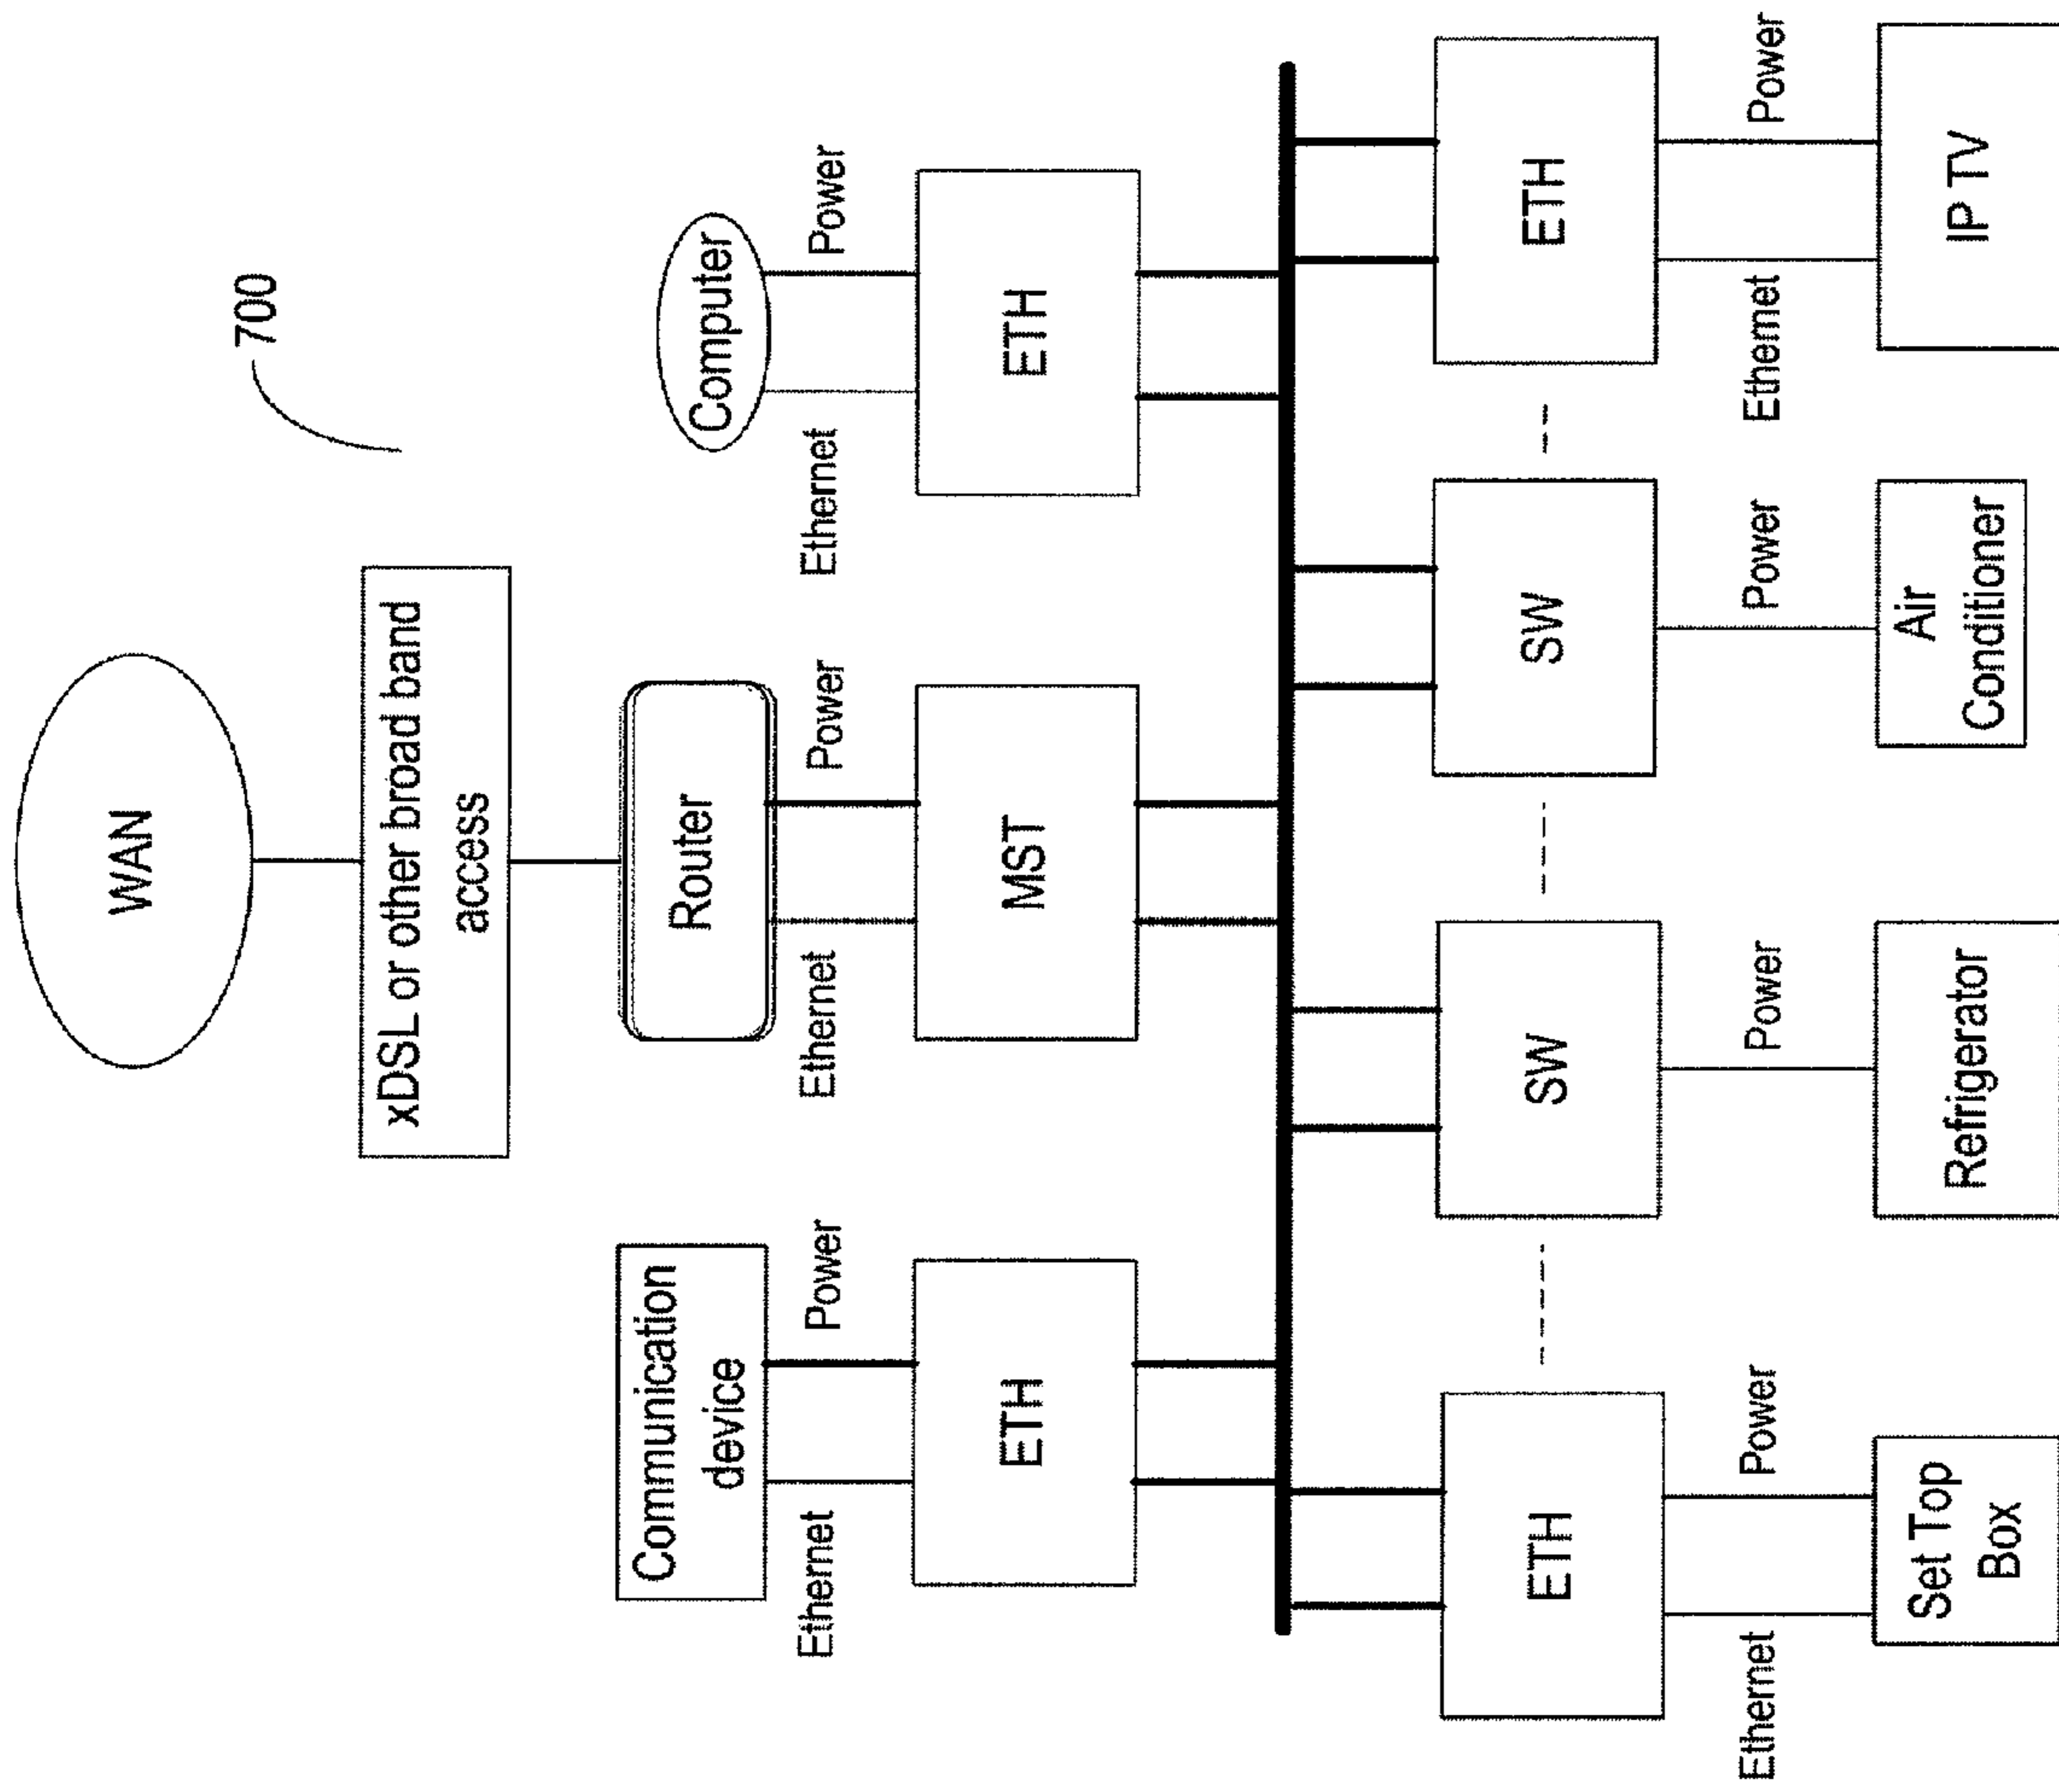 WAN
700
xDSL or other broad band
access
Communication
device
Router
Computer
Ethernet
Power
Ethernet
Power
Ethernet
Power
ETH
MST
ETH
ETH
SW
SW
ETH
Ethernet
Power
Power
Power
Ethernet
Power
Set Top
Box
Refrigerator
Air
Conditioner
IP TV